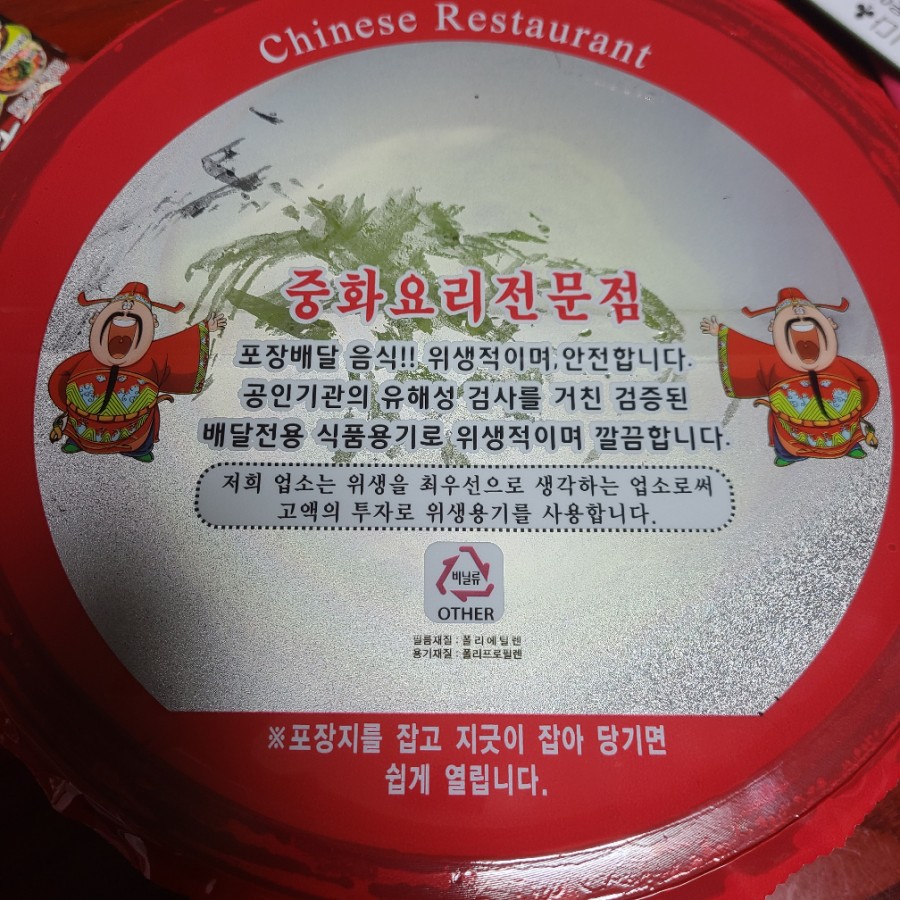 Chinese Restaurant
중화요리전문점
포장배달 음식!! 위생적이며,안전합니다.
공인기관의 유해성 검사를 거친 검증된
배달전용 식품용기로 위생적이며 깔끔합니다.
저희 업소는 위생을 최우선으로 생각하는 업소로써
고액의 투자로 위생용기를 사용합니다.
비닐류
OTHER
필름재질 : 폴리에틸렌
용기재질 : 폴리프로필렌
※포장지를 잡고 지긋이 잡아 당기면
쉽게 열립니다.